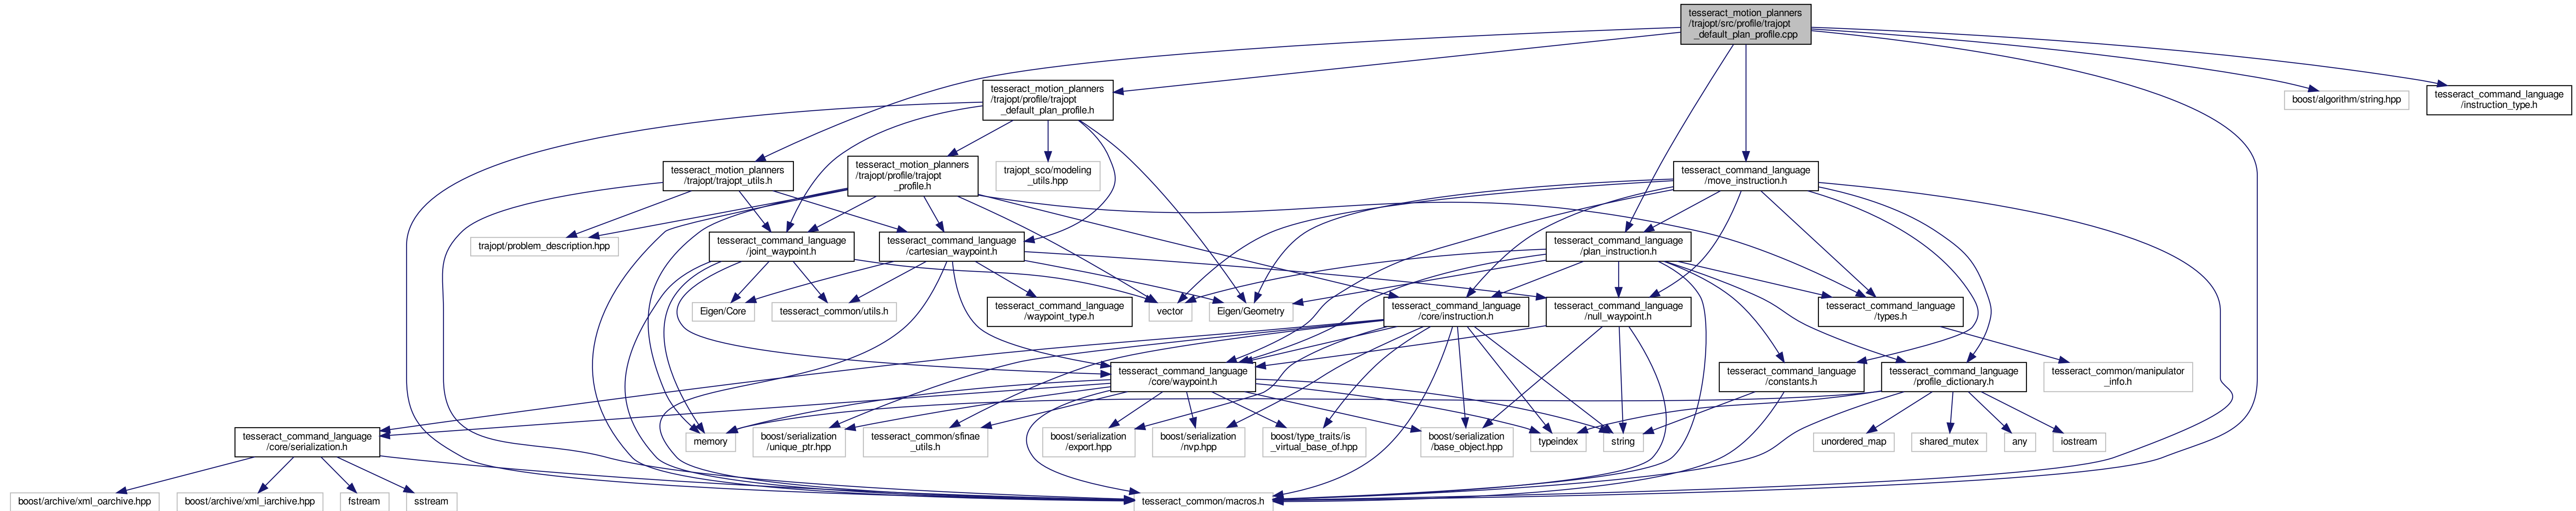 tesseract_motion_planners
/trajopt/src/profile/trajopt
_default_plan_profile.cpp
tesseract_motion_planners
/trajopt/profile/trajopt
_default_plan_profile.h
boost/algorithm/string.hpp
tesseract_command_language
/instruction_type.h
tesseract_motion_planners
/trajopt/trajopt_utils.h
tesseract_motion_planners
/trajopt/profile/trajopt
_profile.h
trajopt_sco/modeling
_utils.hpp
tesseract_command_language
/move_instruction.h
trajopt/problem_description.hpp
tesseract_command_language
/joint_waypoint.h
tesseract_command_language
/cartesian_waypoint.h
tesseract_command_language
/plan_instruction.h
Eigen/Core
tesseract_common/utils.h
tesseract_command_language
/waypoint_type.h
vector
Eigen/Geometry
tesseract_command_language
/core/instruction.h
tesseract_command_language
/null_waypoint.h
tesseract_command_language
/types.h
tesseract_command_language
/core/waypoint.h
tesseract_command_language
/constants.h
tesseract_command_language
/profile_dictionary.h
tesseract_common/manipulator
_info.h
tesseract_command_language
/core/serialization.h
memory
boost/serialization
/unique_ptr.hpp
tesseract_common/sfinae
_utils.h
boost/serialization
/export.hpp
boost/serialization
/nvp.hpp
boost/type_traits/is
_virtual_base_of.hpp
boost/serialization
/base_object.hpp
typeindex
string
unordered_map
shared_mutex
any
iostream
boost/archive/xml_oarchive.hpp
boost/archive/xml_iarchive.hpp
fstream
sstream
tesseract_common/macros.h